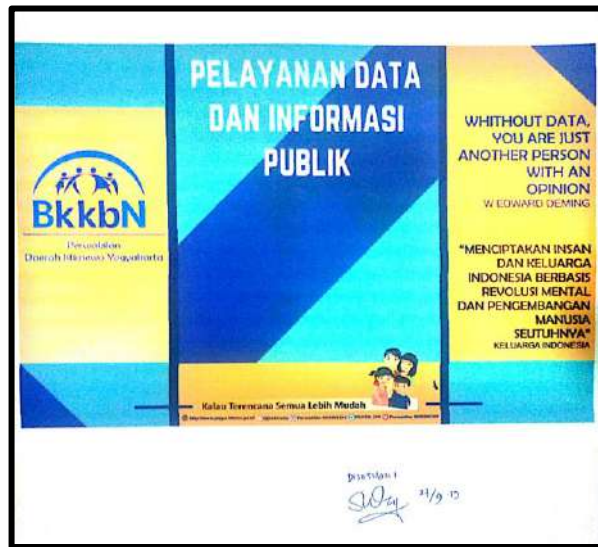 PELAYANAN DATA
DAN INFORMASI
PUBLIK
BkkbN
Perwakilan
Daerah Istimewa Yogyakarta
WHITHOUT DATA,
YOU ARE JUST
ANOTHER PERSON
WITH AN
OPINION
W EDWARD DEMING
"MENCIPTAKAN INSAN
DAN KELUARGA
INDONESIA BERBASIS
REVOLUSI MENTAL
DAN PENGEMBANGAN
MANUSIA
SEUTUHNYA"
KELUARGA INDONESIA
Kalau Terencana Semua Lebih Mudah